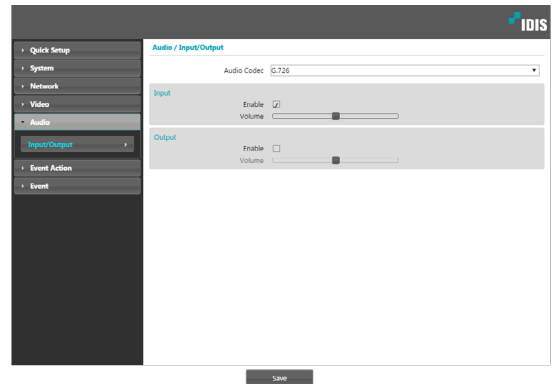 IDIS
Quick Setup
System
Network
Video
Audio
Input/Output
Event Action
Event
Audio / Input/Output
Audio Codec G.726
Input
Enable
Volume
Output
Enable
Volume
Save